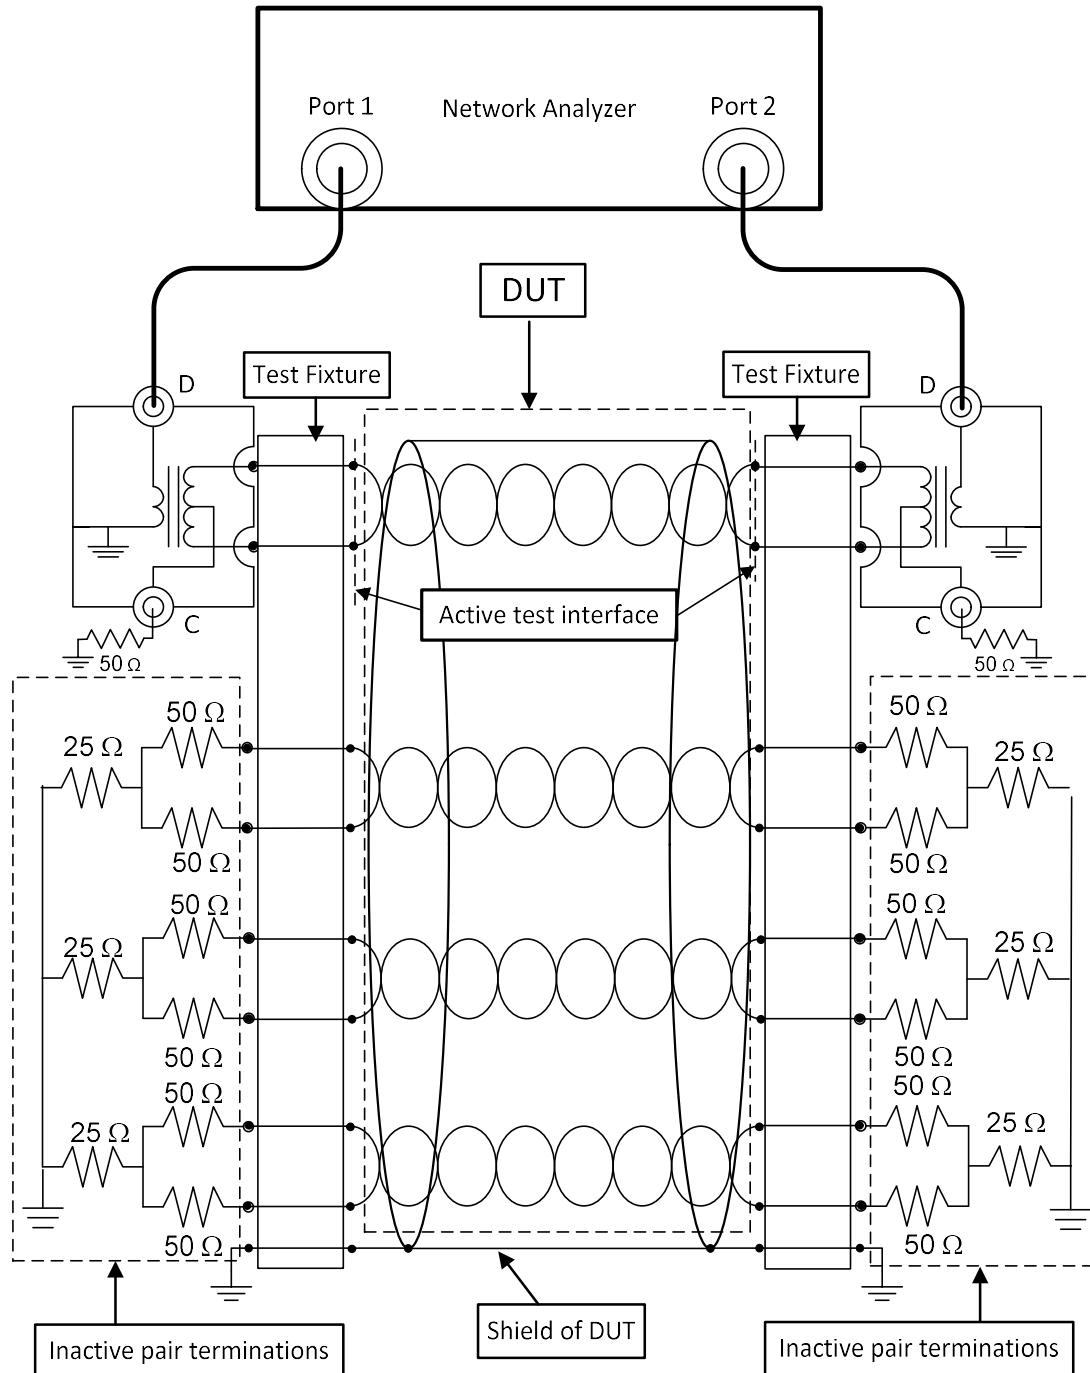 Port 1
Network Analyzer
Port 2
DUT
Test Fixture
Test Fixture
D
D
Active test interface
C
C
50 Ω
50 Ω
50 Ω
50 Ω
25 Ω
25 Ω
50 Ω
50 Ω
50 Ω
50 Ω
25 Ω
25 Ω
50 Ω
50 Ω
50 Ω
50 Ω
25 Ω
25 Ω
50 Ω
50 Ω
Shield of DUT
Inactive pair terminations
Inactive pair terminations